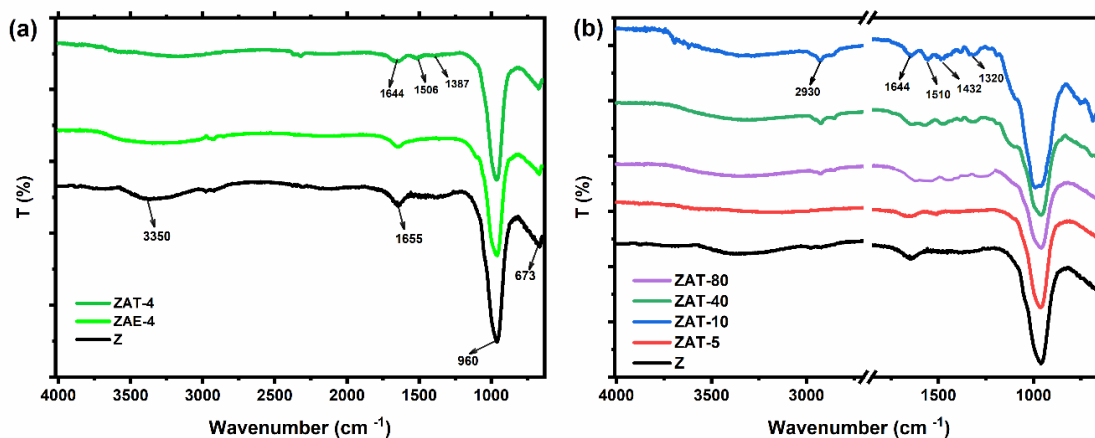 (a)
T (%)
1644
1506
1387
3350
1655
673
960
ZAT-4
ZAE-4
Z
4000 3500 3000 2500 2000 1500 1000
Wavenumber (cm -1)
(b)
T (%)
2930
1644
1510
1432
1320
ZAT-80
ZAT-40
ZAT-10
ZAT-5
Z
4000 3500 3000 1500 1000
Wavenumber (cm -1)